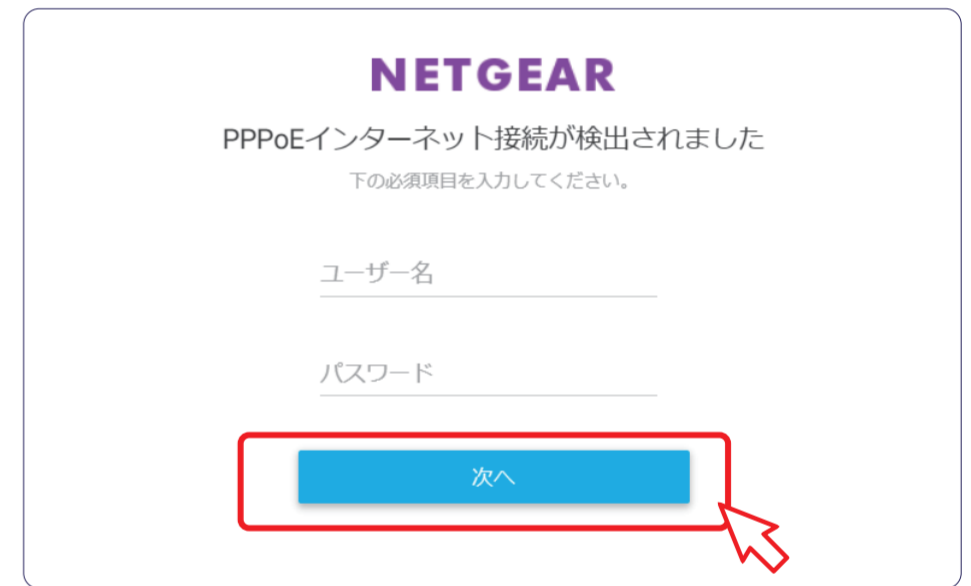 NETGEAR
PPPoEインターネット接続が検出されました
下の必須項目を入力してください。
ユーザー名
パスワード
次へ